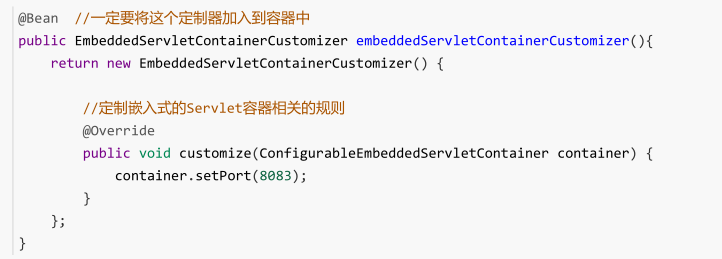 @Bean  //一定要将这个定制器加入到容器中
public EmbeddedServletContainerCustomizer embeddedServletContainerCustomizer(){
    return new EmbeddedServletContainerCustomizer() {
        //定制嵌入式的Servlet容器相关的规则
        @Override
        public void customize(ConfigurableEmbeddedServletContainer container) {
            container.setPort(8083);
        }
    };
}